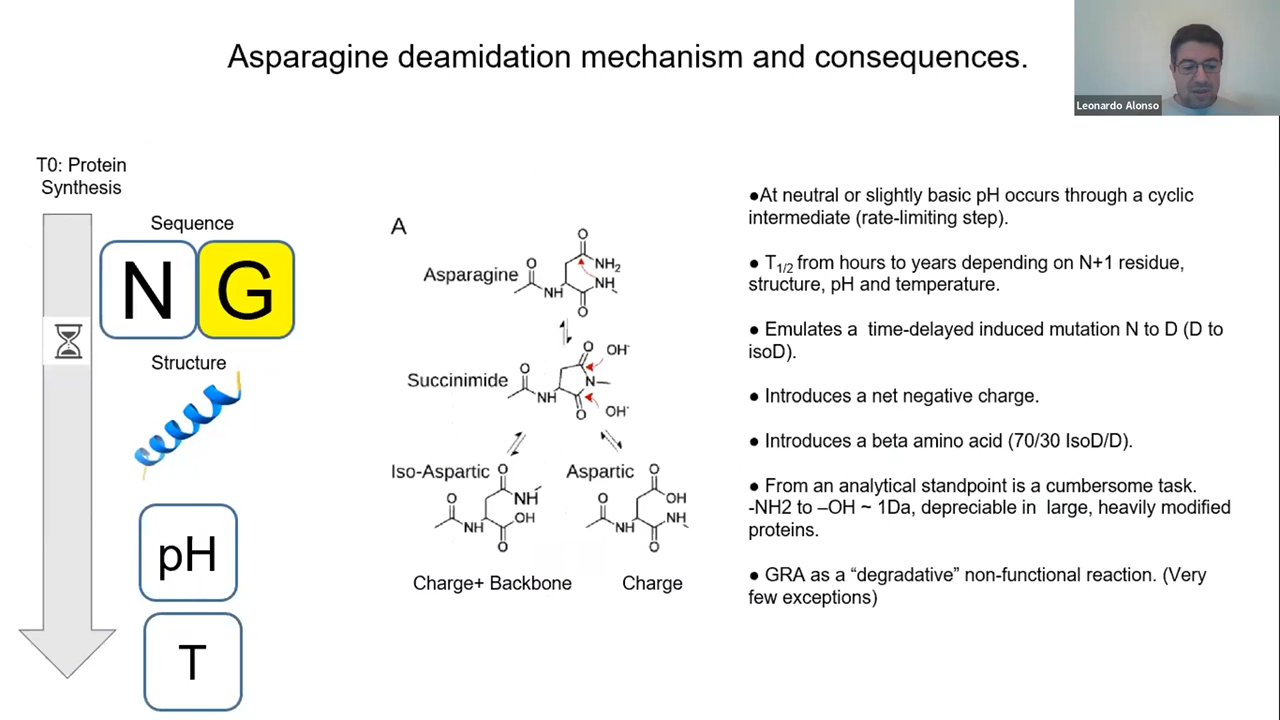 Asparagine deamidation mechanism and consequences.
Leonardo Alonso
T0: Protein
Synthesis
Sequence
N G
Structure
pH
T
A
Asparagine
O
O
NH₂
NH
NH
O
Succinimide
O
O
OH⁻
NH
N
O
OH⁻
Iso-Aspartic
O
O
NH
NH
OH
O
Charge+ Backbone
Aspartic
O
O
OH
NH
NH
O
Charge
●At neutral or slightly basic pH occurs through a cyclic
intermediate (rate-limiting step).
● T1/2 from hours to years depending on N+1 residue,
structure, pH and temperature.
● Emulates a time-delayed induced mutation N to D (D to
isoD).
● Introduces a net negative charge.
● Introduces a beta amino acid (70/30 IsoD/D).
● From an analytical standpoint is a cumbersome task.
-NH2 to –OH ~ 1Da, depreciable in large, heavily modified
proteins.
● GRA as a “degradative” non-functional reaction. (Very
few exceptions)